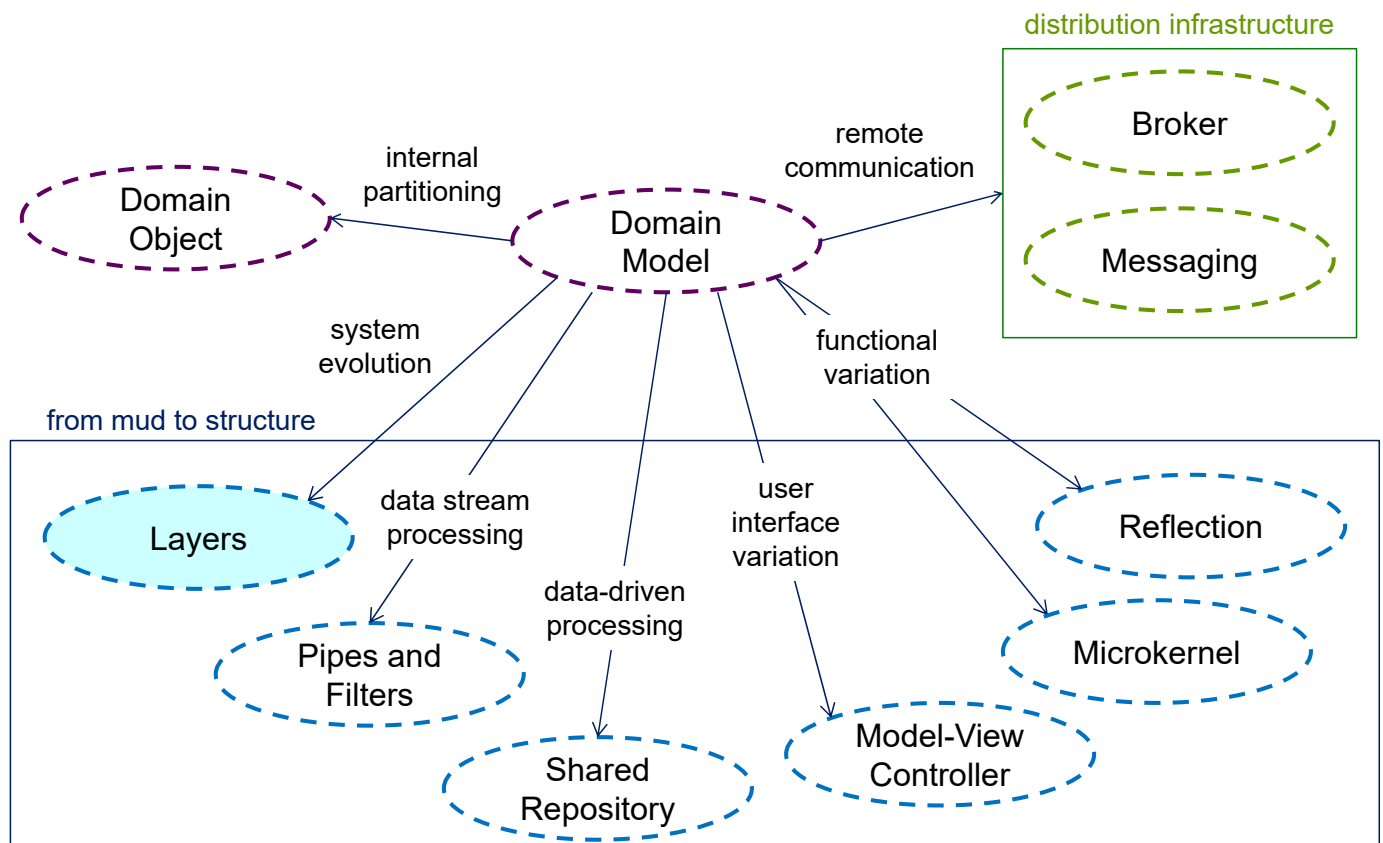 distribution infrastructure
Broker
remote
communication
internal
partitioning
Domain
Object
Domain
Model
Messaging
system
evolution
functional
variation
from mud to structure
data stream
processing
user
interface
variation
Reflection
Layers
data-driven
processing
Microkernel
Pipes and
Filters
Model-View
Controller
Shared
Repository